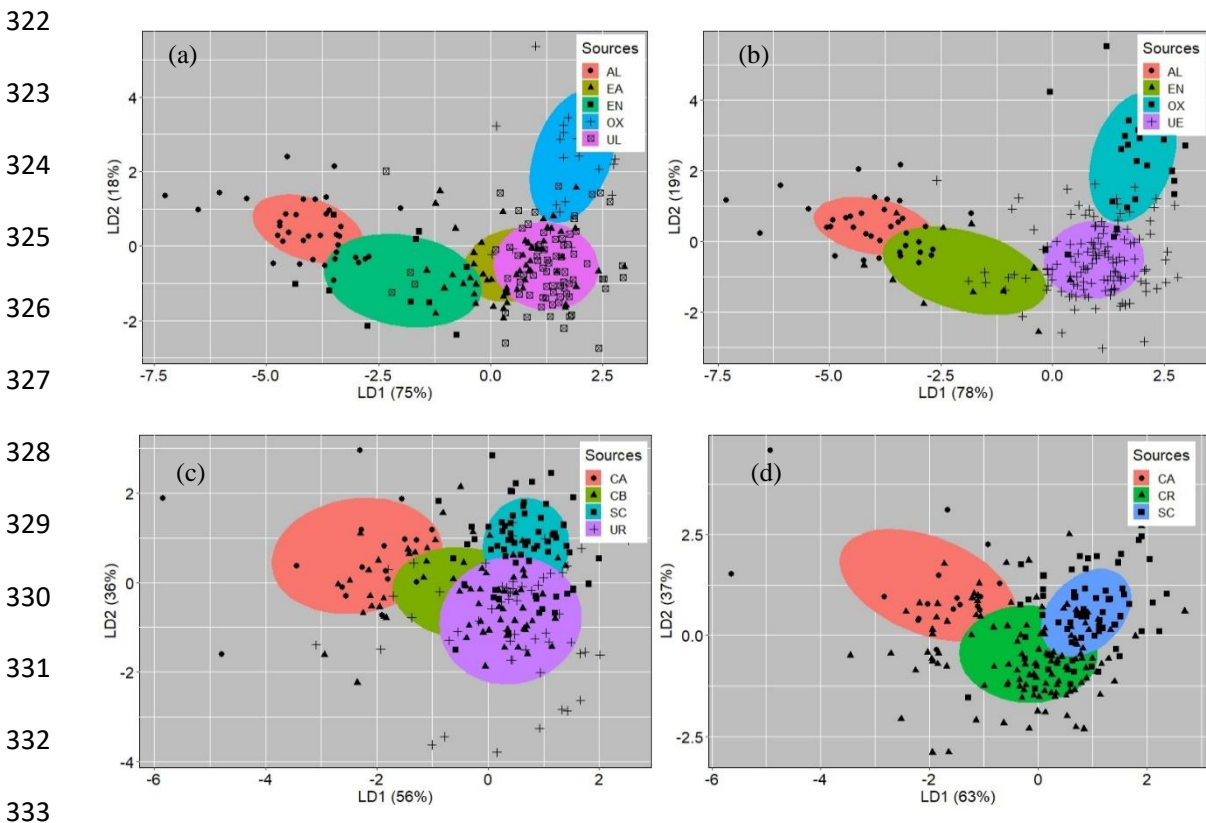 322
323
324
325
326
327
328
329
330
331
332
333
(a)
Sources
AL
EA
EN
OX
UL
4
2
0
-2
LD2 (18%)
-7.5 -5.0 -2.5 0.0 2.5
LD1 (75%)
(b)
Sources
AL
EN
OX
UE
4
2
0
-2
LD2 (19%)
-7.5 -5.0 -2.5 0.0 2.5
LD1 (78%)
(c)
Sources
CA
CB
SC
UR
2
0
-2
-4
LD2 (36%)
-6 -4 -2 0 2
LD1 (56%)
(d)
Sources
CA
CR
SC
2.5
0.0
-2.5
LD2 (37%)
-6 -4 -2 0 2
LD1 (63%)